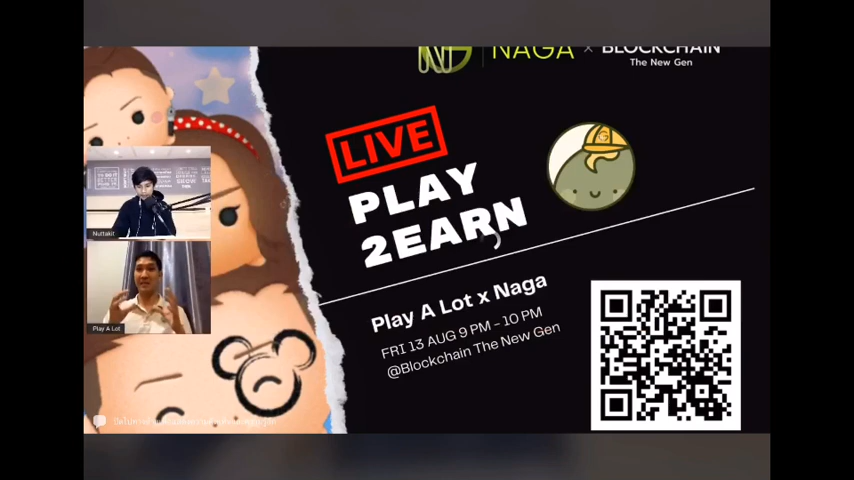 NAGA × BLOCKCHAIN
The New Gen
LIVE
PLAY
2EARN
Play A Lot x Naga
FRI 13 AUG 9 PM – 10 PM
@Blockchain The New Gen
Nuttakit
Play A Lot